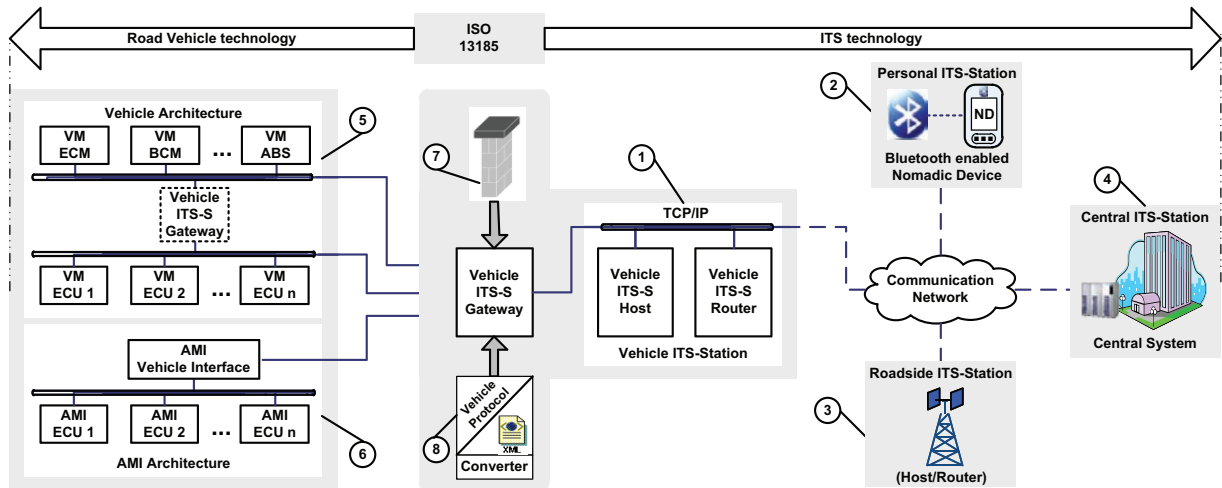 Road Vehicle technology
ISO
13185
ITS technology
Vehicle Architecture
VM
ECM
VM
BCM
...
VM
ABS
5
Vehicle
ITS-S
Gateway
VM
ECU 1
VM
ECU 2
...
VM
ECU n
AMI
Vehicle Interface
AMI
ECU 1
AMI
ECU 2
...
AMI
ECU n
6
AMI Architecture
7
Vehicle
ITS-S
Gateway
8
Vehicle
Protocol
XML
Converter
1
TCP/IP
Vehicle
ITS-S
Host
Vehicle
ITS-S
Router
Vehicle ITS-Station
2
Personal ITS-Station
ND
Bluetooth enabled
Nomadic Device
Communication
Network
3
Roadside ITS-Station
(Host/Router)
4
Central ITS-Station
Central System